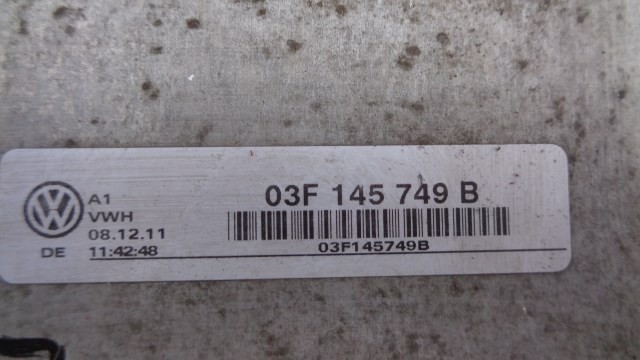 A1
VWH
08.12.11
DE 11:42:48
03F 145 749 B
03F145749B